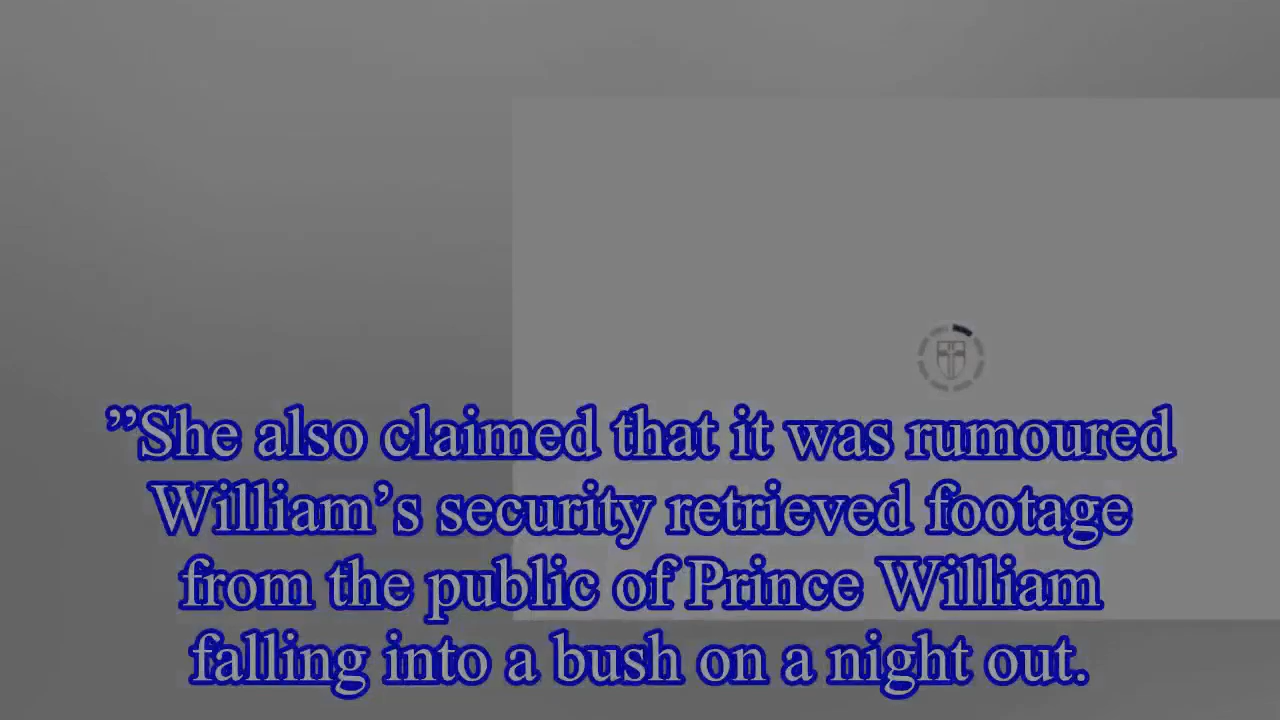 ”She also claimed that it was rumoured
William’s security retrieved footage
from the public of Prince William
falling into a bush on a night out.